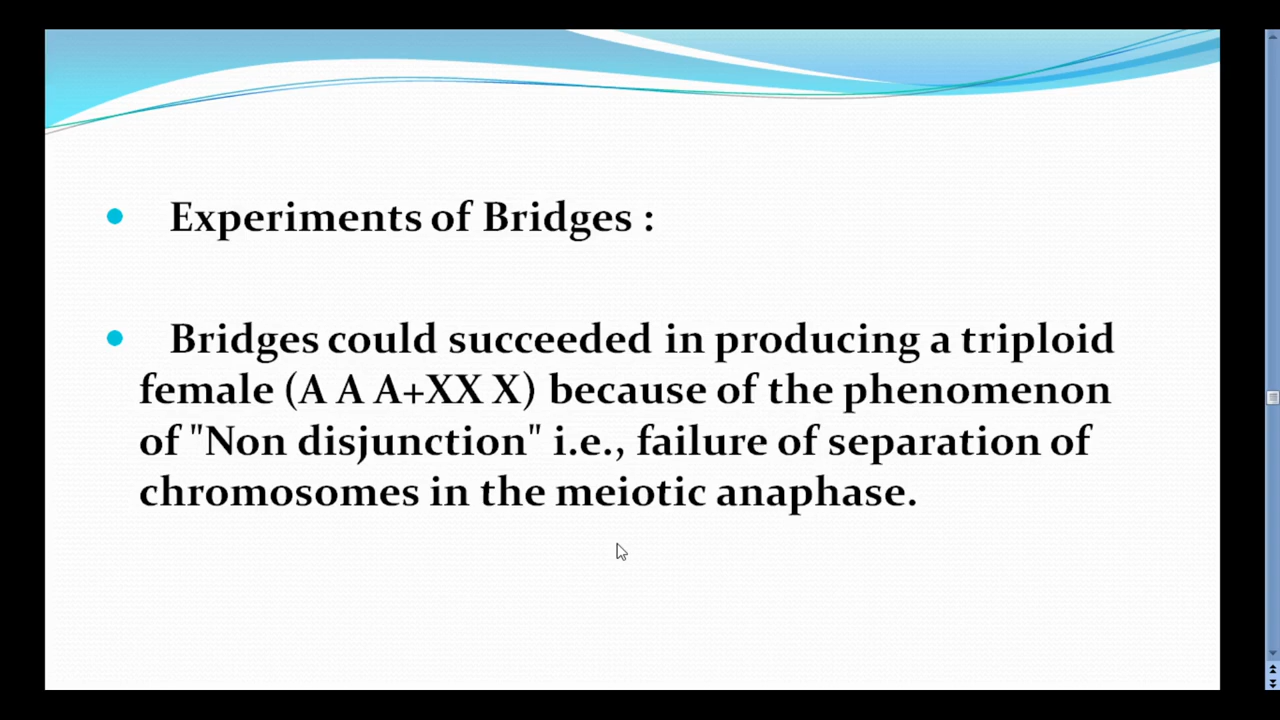 Experiments of Bridges :
Bridges could succeeded in producing a triploid
female (A A A+XX X) because of the phenomenon
of "Non disjunction" i.e., failure of separation of
chromosomes in the meiotic anaphase.